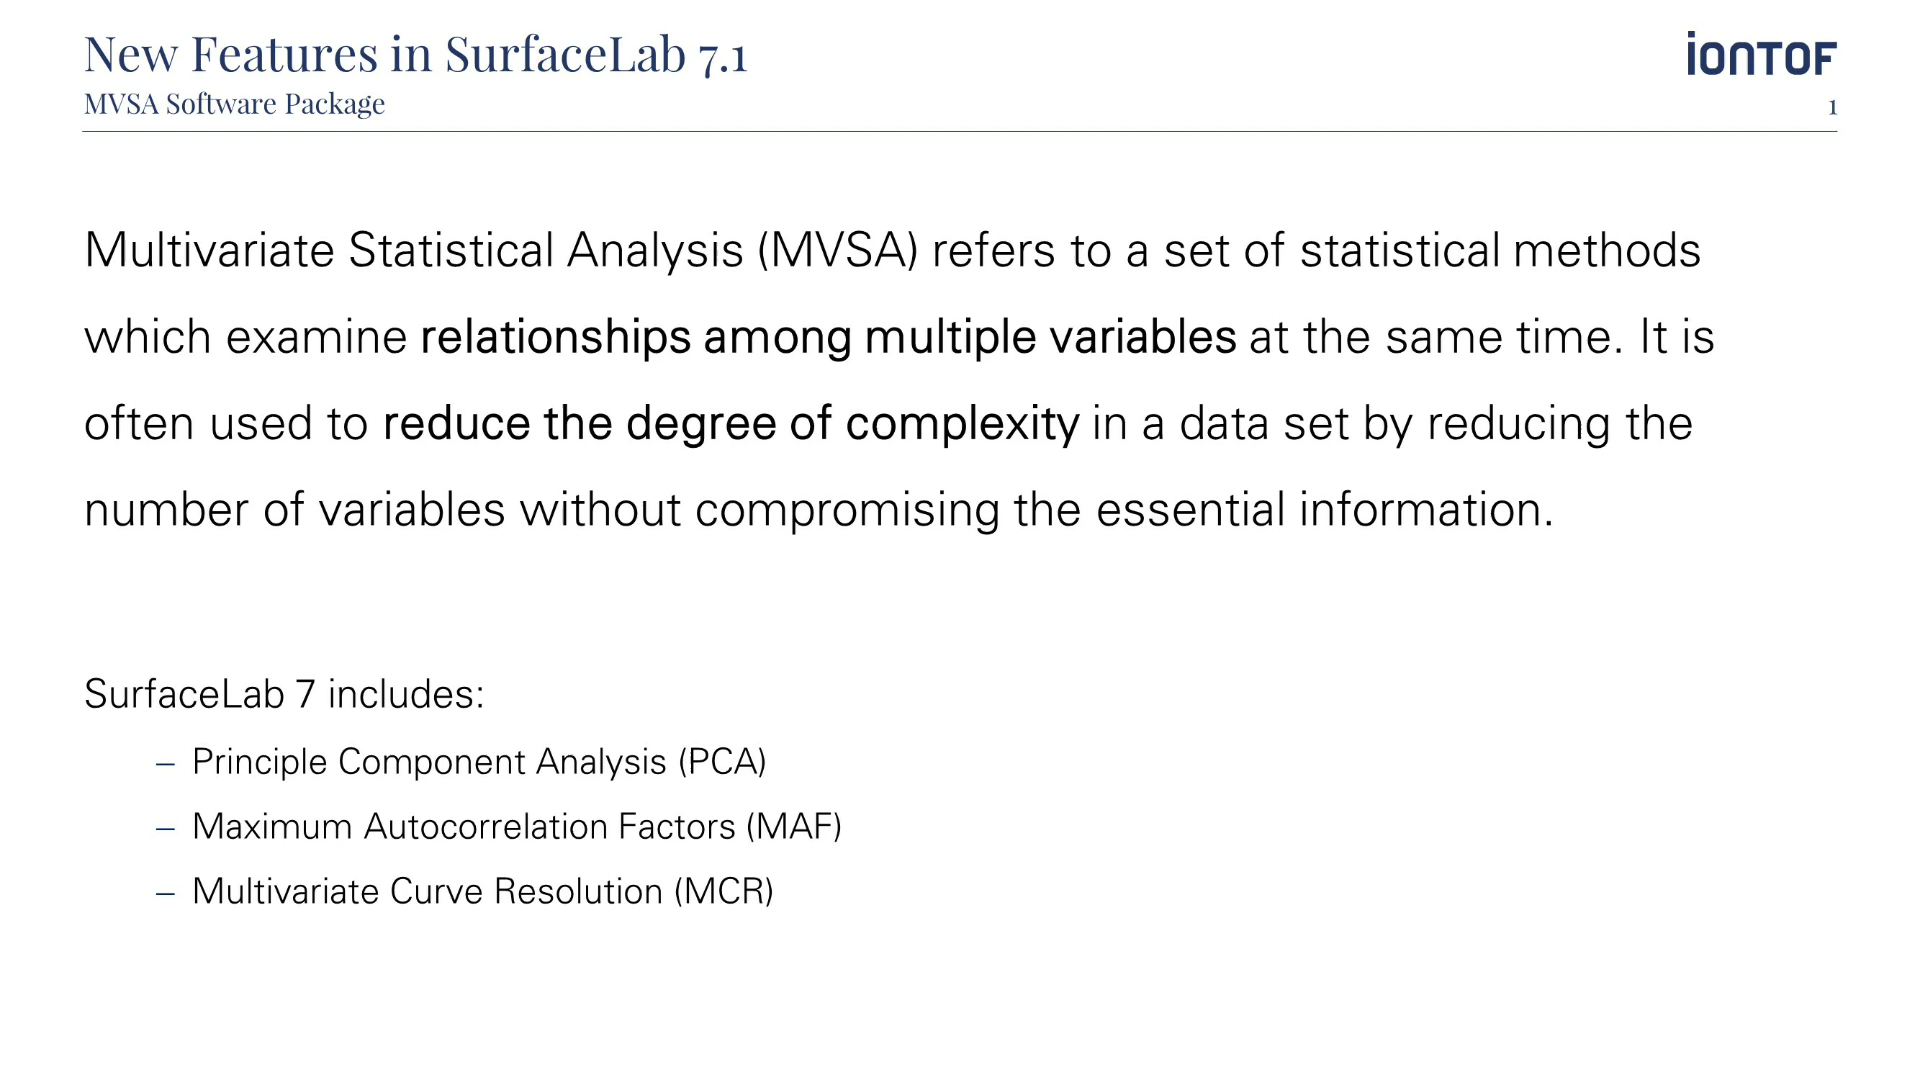 New Features in SurfaceLab 7.1
iontof
MVSA Software Package
1
Multivariate Statistical Analysis (MVSA) refers to a set of statistical methods
which examine relationships among multiple variables at the same time. It is
often used to reduce the degree of complexity in a data set by reducing the
number of variables without compromising the essential information.
SurfaceLab 7 includes:
– Principle Component Analysis (PCA)
– Maximum Autocorrelation Factors (MAF)
– Multivariate Curve Resolution (MCR)